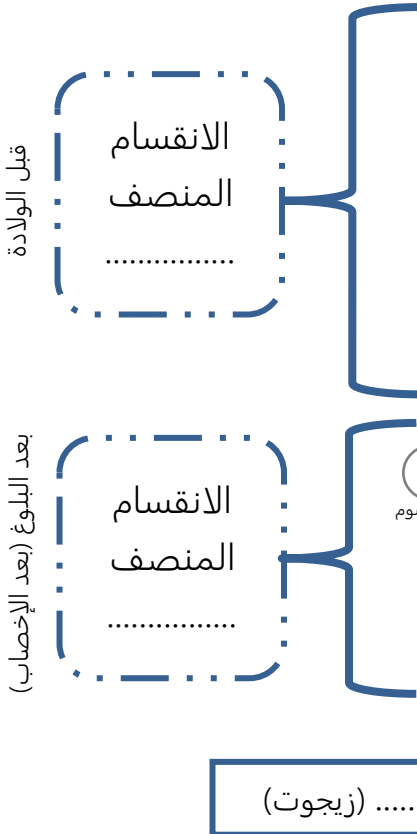 قبل الولادة
الانقسام
المنصف
................
بعد البلوغ (بعد الإخصاب)
الانقسام
المنصف
................
..... (زيجوت)